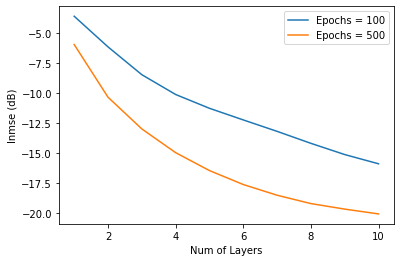 Epochs = 100
Epochs = 500
−5.0
−7.5
−10.0
−12.5
−15.0
−17.5
−20.0
lnmse (dB)
2 4 6 8 10
Num of Layers